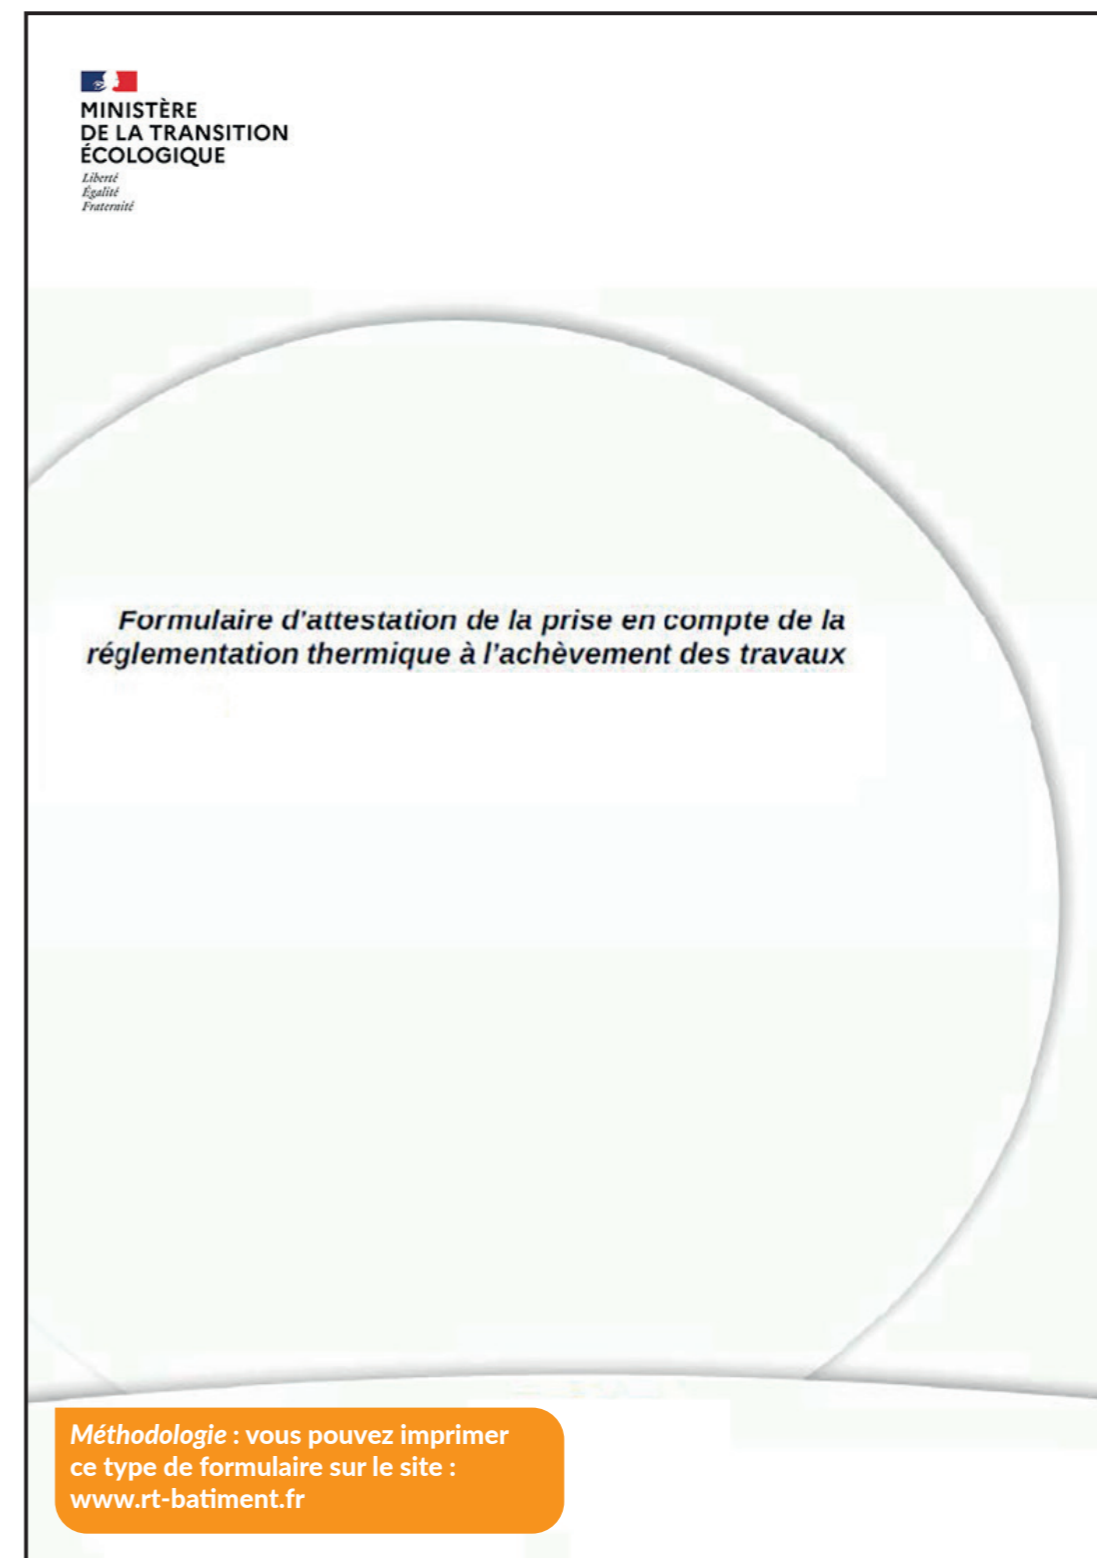 MINISTÈRE
DE LA TRANSITION
ÉCOLOGIQUE
Liberté
Égalité
Fraternité
Formulaire d'attestation de la prise en compte de la
réglementation thermique à l'achèvement des travaux
Méthodologie : vous pouvez imprimer
ce type de formulaire sur le site :
www.rt-batiment.fr